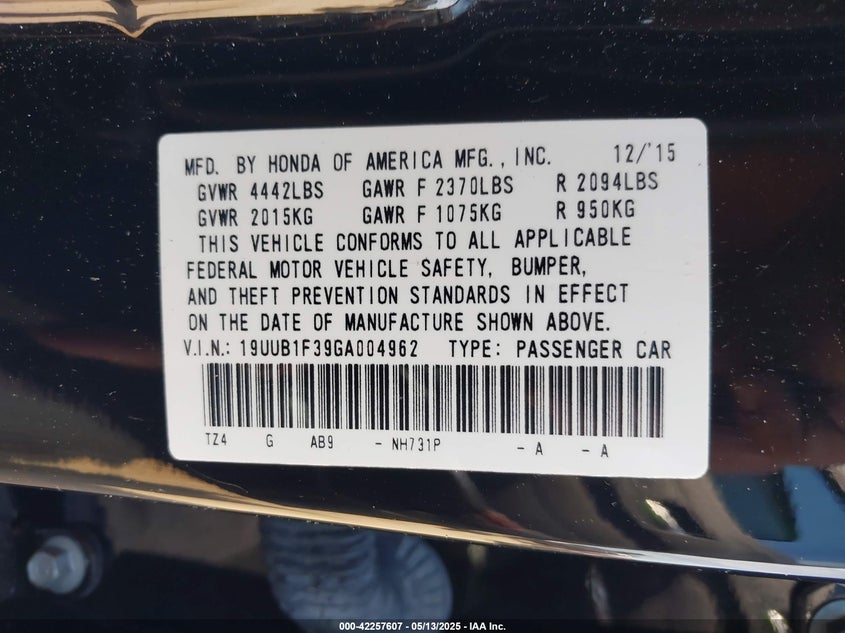 MFD. BY HONDA OF AMERICA MFG., INC. 12/'15
GVWR 4442LBS GAWR F 2370LBS R 2094LBS
GVWR 2015KG GAWR F 1075KG R 950KG
THIS VEHICLE CONFORMS TO ALL APPLICABLE
FEDERAL MOTOR VEHICLE SAFETY, BUMPER,
AND THEFT PREVENTION STANDARDS IN EFFECT
ON THE DATE OF MANUFACTURE SHOWN ABOVE.
V.I.N.: 19UUB1F39GA004962 TYPE: PASSENGER CAR
TZ4 G AB9 - NH731P - A - A
000-42257607 - 05/13/2025 - IAA Inc.